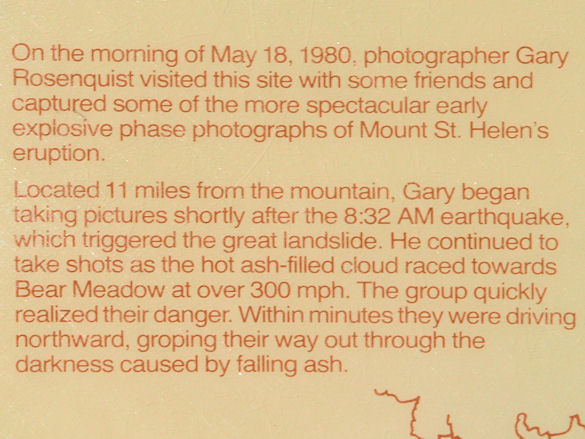 On the morning of May 18, 1980, photographer Gary
Rosenquist visited this site with some friends and
captured some of the more spectacular early
explosive phase photographs of Mount St. Helen's
eruption.
Located 11 miles from the mountain, Gary began
taking pictures shortly after the 8:32 AM earthquake,
which triggered the great landslide. He continued to
take shots as the hot ash-filled cloud raced towards
Bear Meadow at over 300 mph. The group quickly
realized their danger. Within minutes they were driving
northward, groping their way out through the
darkness caused by falling ash.